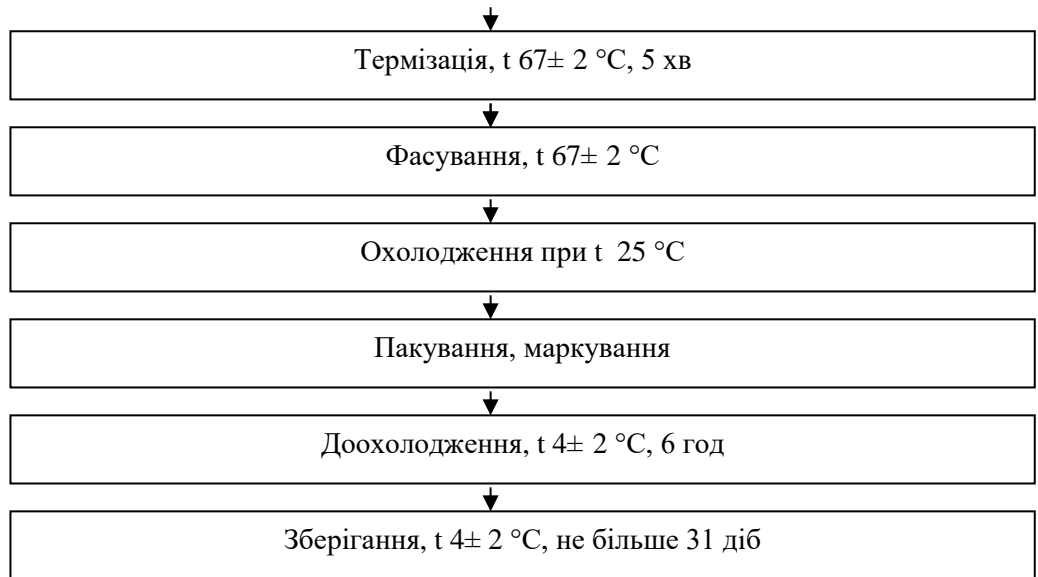 Термізація, t 67± 2 °C, 5 хв
Фасування, t 67± 2 °C
Охолодження при t 25 °C
Пакування, маркування
Доохолодження, t 4± 2 °C, 6 год
Зберігання, t 4± 2 °C, не більше 31 діб